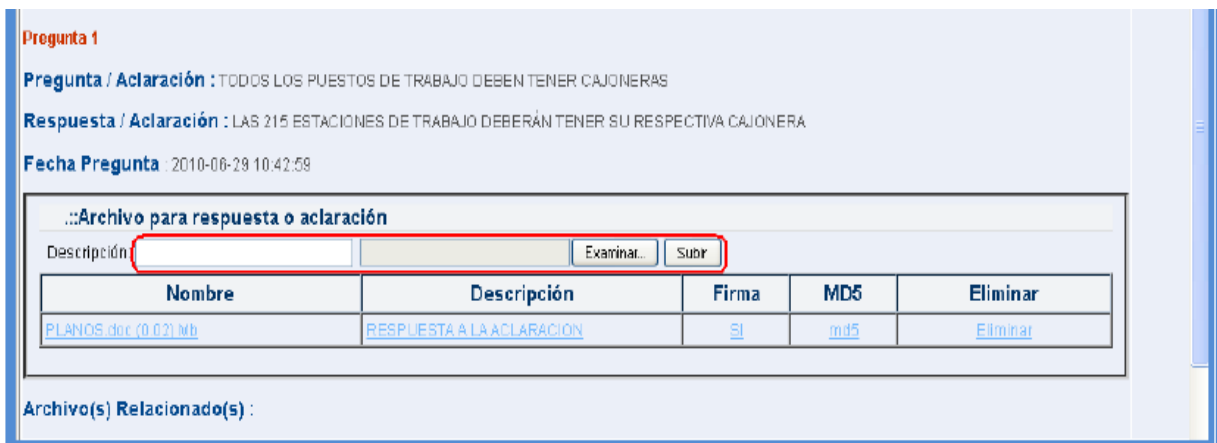 Pregunta 1
Pregunta / Aclaración : TODOS LOS PUESTOS DE TRABAJO DEBEN TENER CAJONERAS
Respuesta / Aclaración : LAS 215 ESTACIONES DE TRABAJO DEBERÁN TENER SU RESPECTIVA CAJONERA
Fecha Pregunta : 2010-06-29 10:42:59
.::Archivo para respuesta o aclaración
Descripción: Examinar... Subir
Nombre Descripción Firma MD5 Eliminar
PLANOS.doc (0.02) Mb RESPUESTA A LA ACLARACION SI md5 Eliminar
Archivo(s) Relacionado(s) :